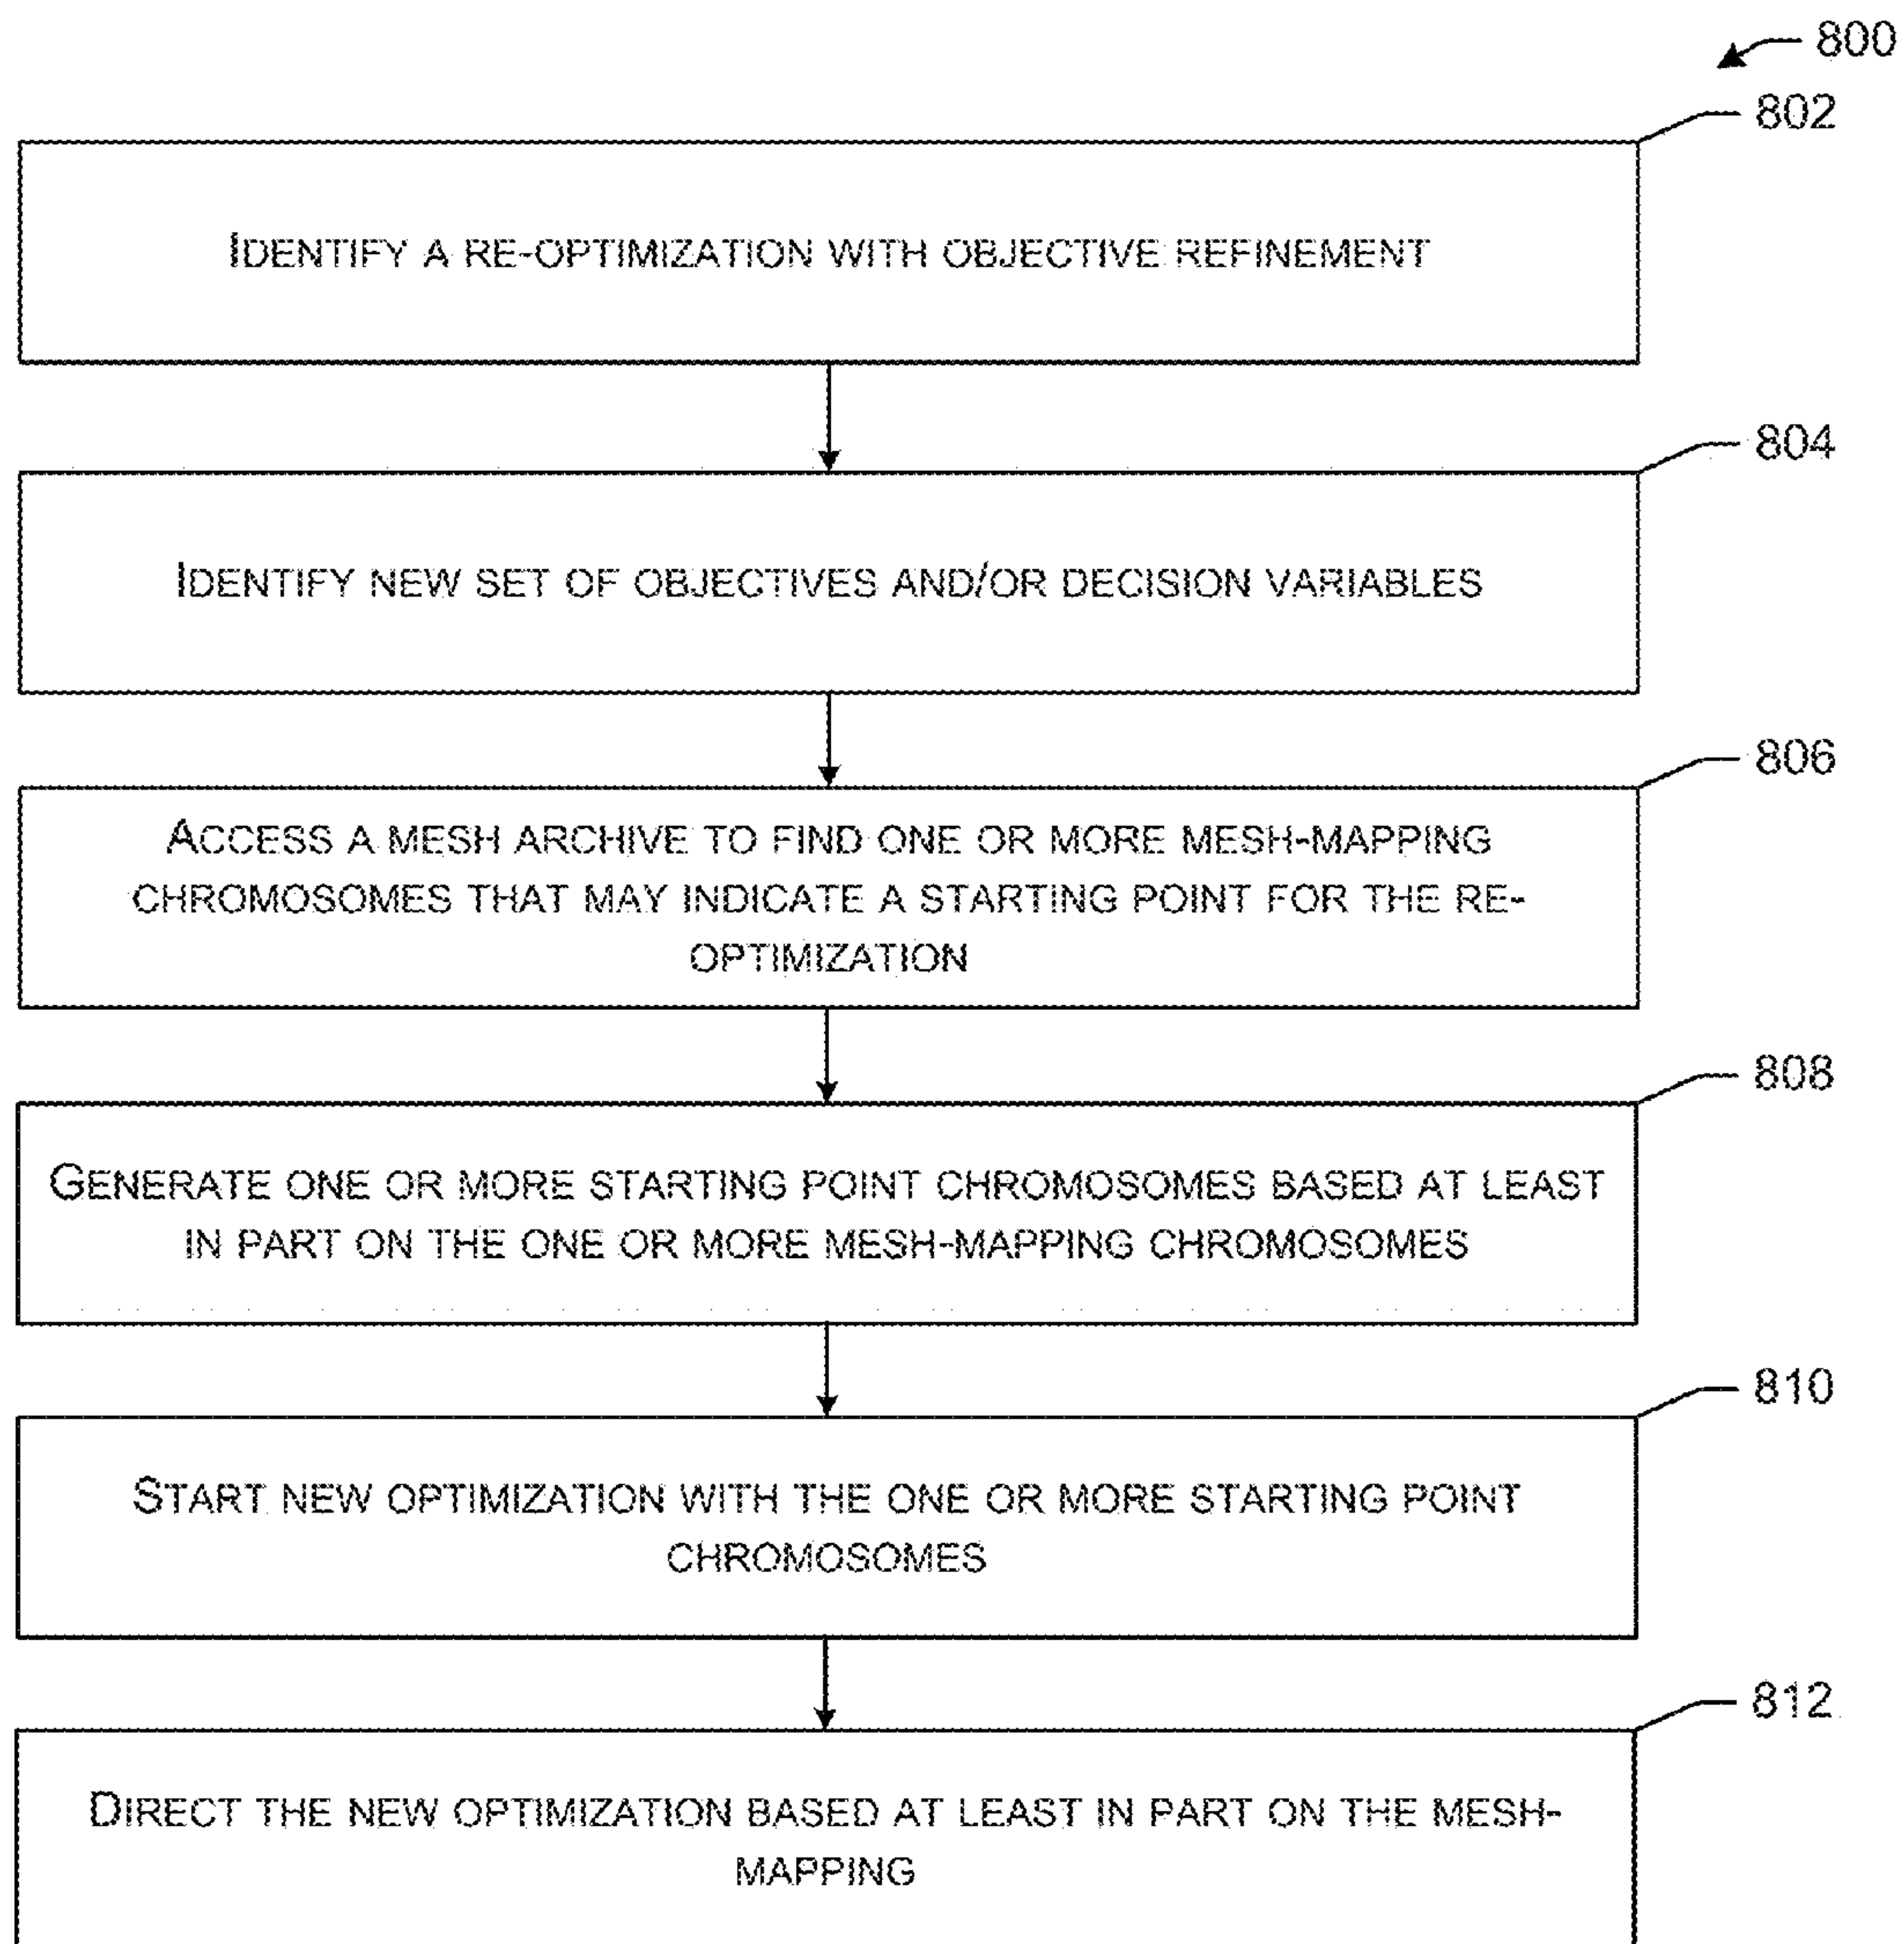 800
802
IDENTIFY A RE-OPTIMIZATION WITH OBJECTIVE REFINEMENT
804
IDENTIFY NEW SET OF OBJECTIVES AND/OR DECISION VARIABLES
806
ACCESS A MESH ARCHIVE TO FIND ONE OR MORE MESH-MAPPING
CHROMOSOMES THAT MAY INDICATE A STARTING POINT FOR THE RE-
OPTIMIZATION
808
GENERATE ONE OR MORE STARTING POINT CHROMOSOMES BASED AT LEAST
IN PART ON THE ONE OR MORE MESH-MAPPING CHROMOSOMES
810
START NEW OPTIMIZATION WITH THE ONE OR MORE STARTING POINT
CHROMOSOMES
812
DIRECT THE NEW OPTIMIZATION BASED AT LEAST IN PART ON THE MESH-
MAPPING